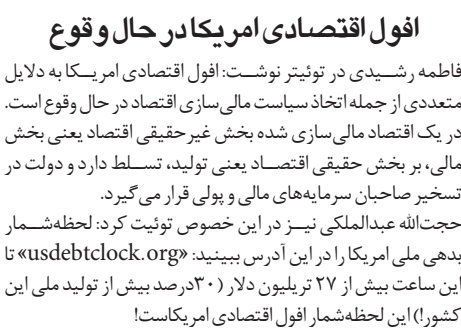 افول اقتصادی امریکا در حال وقوع
فاطمه رشیدی در توئیتر نوشت: افول اقتصادی امریکا به دلایل
متعددی از جمله اتخاذ سیاست مالی‌سازی اقتصاد در حال وقوع است.
در یک اقتصاد مالی‌سازی شده بخش غیرحقیقی اقتصاد یعنی بخش
مالی، بر بخش حقیقی اقتصاد یعنی تولید، تسلط دارد و دولت در
تسخیر صاحبان سرمایه‌های مالی و پولی قرار می‌گیرد.
حجت‌الله عبدالملکی نیز در این خصوص توئیت کرد: لحظه‌شمار
بدهی ملی امریکا را در این آدرس ببینید: «usdebtclock.org» تا
این ساعت بیش از ۲۷ تریلیون دلار (۳۰درصد بیش از تولید ملی این
کشور!) این لحظه‌شمار افول اقتصادی امریکاست!